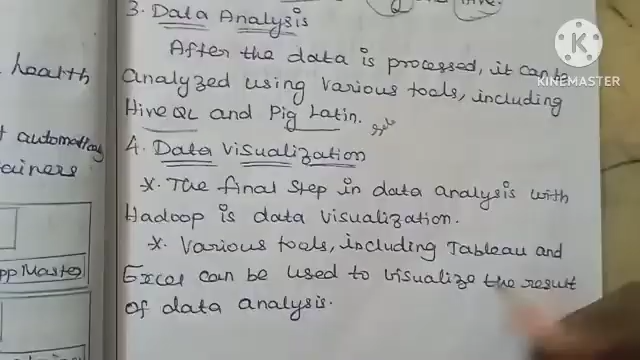 3. Data Analysis
After the data is processed, it can be
analyzed using various tools, including
Hive QL and Pig Latin.
4. Data visualization
* The final step in data analysis with
Hadoop is data visualization.
* Various tools, including Tableau and
Excel can be used to visualize the result
of data analysis.
health
automatically
ainers
ppMaster
KINEMASTER